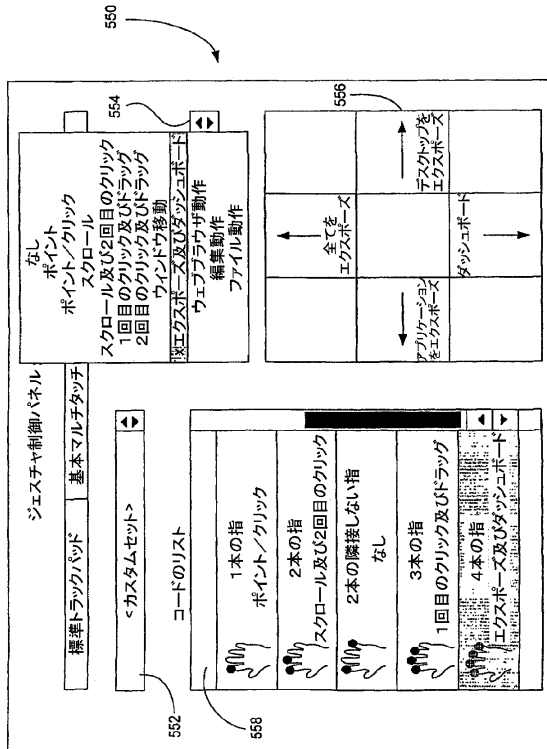 550
ジェスチャ制御パネル
標準トラックパッド
基本マルチタッチ
552
<カスタムセット>
なし
ポイント
ポイント/クリック
スクロール
スクロール及び2回目のクリック
1回目のクリック及びドラッグ
2回目のクリック及びドラッグ
ウィンドウ移動
エクスポーズ及びダッシュボード
ウェブブラウザ動作
編集動作
ファイル動作
554
コードのリスト
558
1本の指
ポイント/クリック
2本の指
スクロール及び2回目のクリック
2本の隣接しない指
なし
3本の指
1回目のクリック及びドラッグ
4本の指
エクスポーズ及びダッシュボード
全てを
エクスポーズ
アプリケーション
をエクスポーズ
デスクトップを
エクスポーズ
ダッシュボード
556